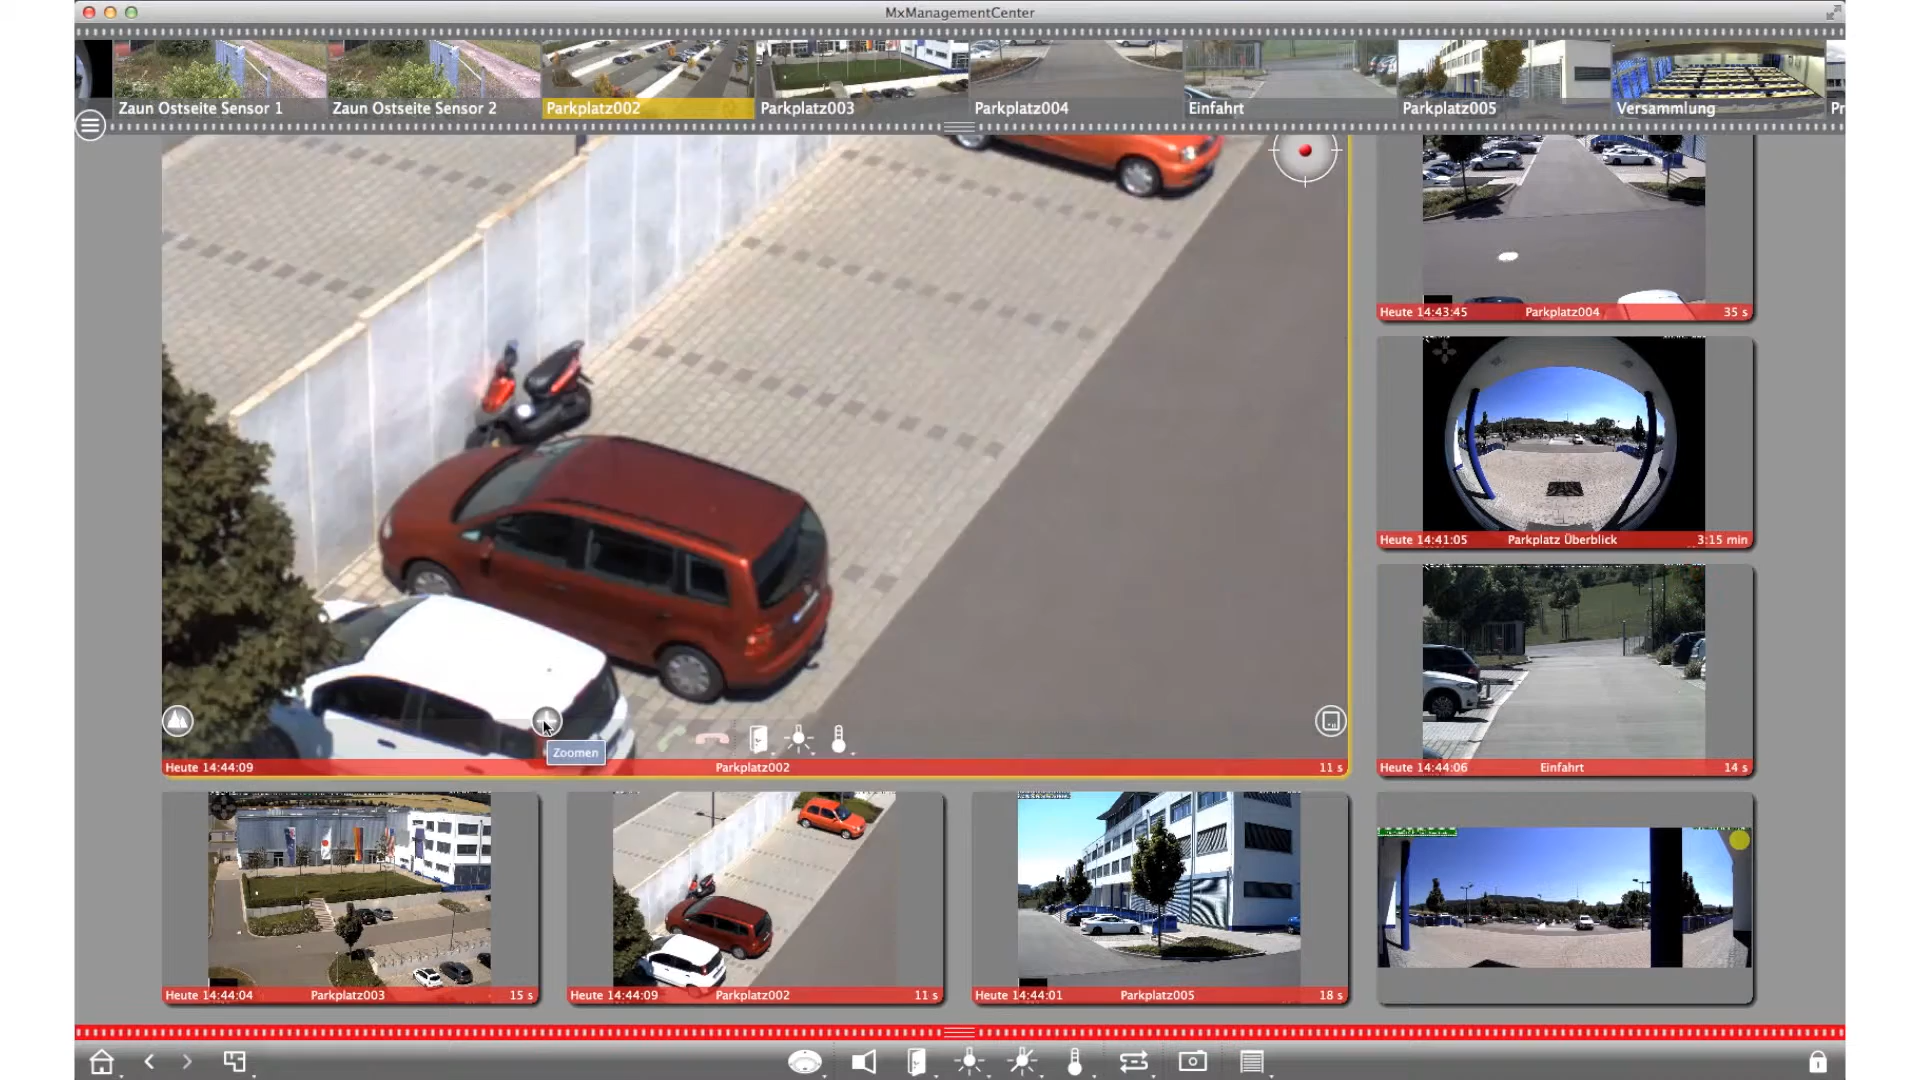 MxManagementCenter
Zaun Ostseite Sensor 1
Zaun Ostseite Sensor 2
Parkplatz002
Parkplatz003
Parkplatz004
Einfahrt
Parkplatz005
Versammlung
Pr
Heute 14:43:45 Parkplatz004 35 s
Heute 14:41:05 Parkplatz Überblick 3:15 min
Zoomen
Heute 14:44:09 Parkplatz002 11 s
Heute 14:44:06 Einfahrt 14 s
Heute 14:44:04 Parkplatz003 15 s
Heute 14:44:09 Parkplatz002 11 s
Heute 14:44:01 Parkplatz005 18 s